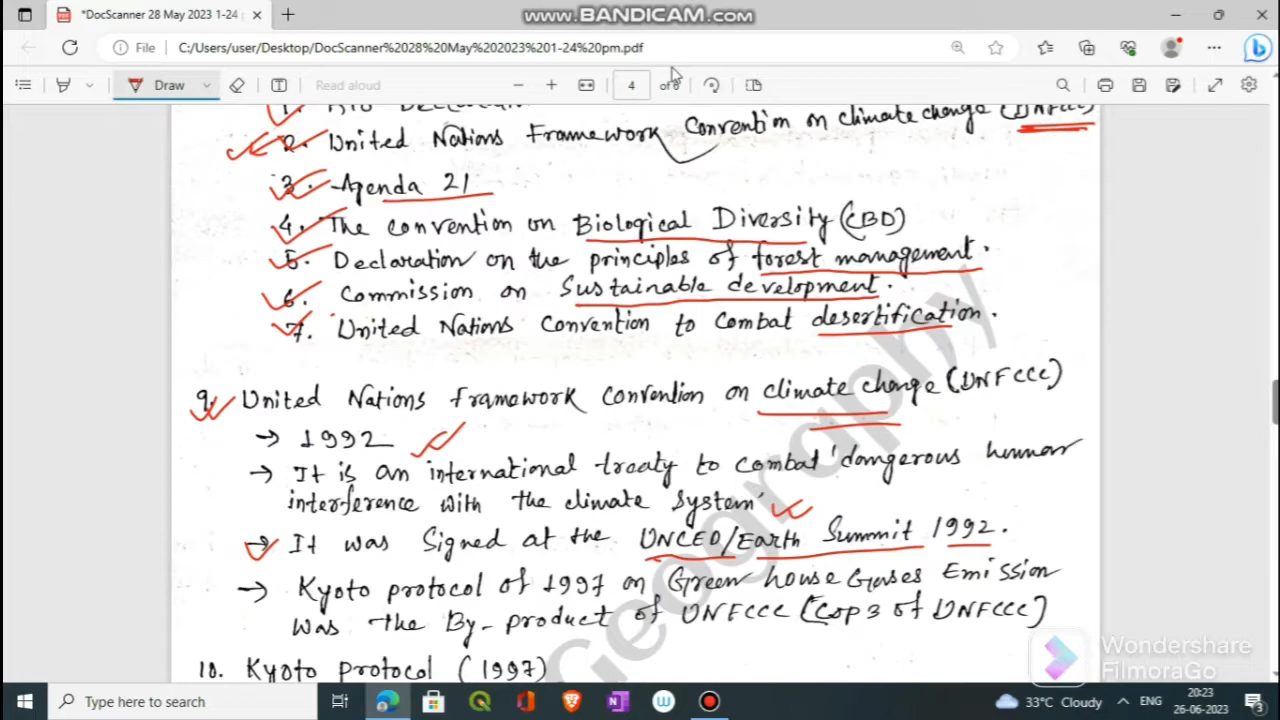 www.BANDICAM.com
*DocScanner 28 May 2023 1-24
File
C:/Users/user/Desktop/DocScanner%2028%20May%202023%201-24%20pm.pdf
Draw
Read aloud
4
of 6
2. United Nations Framework Convention on climate change (UNFCCC)
3. Agenda 21
4. The convention on Biological Diversity (CBD)
5. Declaration on the principles of forest management.
6. Commission on Sustainable development.
7. United Nations Convention to Combat desertification.
9. United Nations Framework Convention on climate change (UNFCCC)
→ 1992
→ It is an international treaty to combat 'dangerous human
interference with the climate system'
→ It was Signed at the UNCED/Earth Summit 1992.
→ Kyoto protocol of 1997 on Green house Gases Emission
was the By-product of UNFCCC (COP3 of UNFCCC)
10. Kyoto protocol (1997)
Geography
Wondershare
FilmoraGo
Type here to search
33°C Cloudy
ENG
20:23
26-06-2023
3